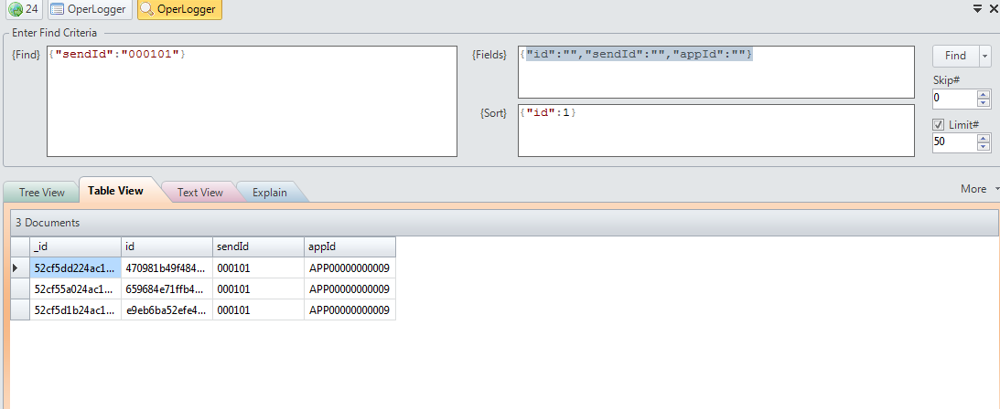 24 OperLogger OperLogger
Enter Find Criteria
{Find} {"sendId":"000101"}
{Fields} {"id":"","sendId":"","appId":""}
{Sort} {"id":1}
Find
Skip#
0
Limit#
50
Tree View Table View Text View Explain More
3 Documents
_id id sendId appId
52cf5dd224ac1... 470981b49f484... 000101 APP00000000009
52cf55a024ac1... 659684e71ffb4... 000101 APP00000000009
52cf5d1b24ac1... e9eb6ba52efe4... 000101 APP00000000009